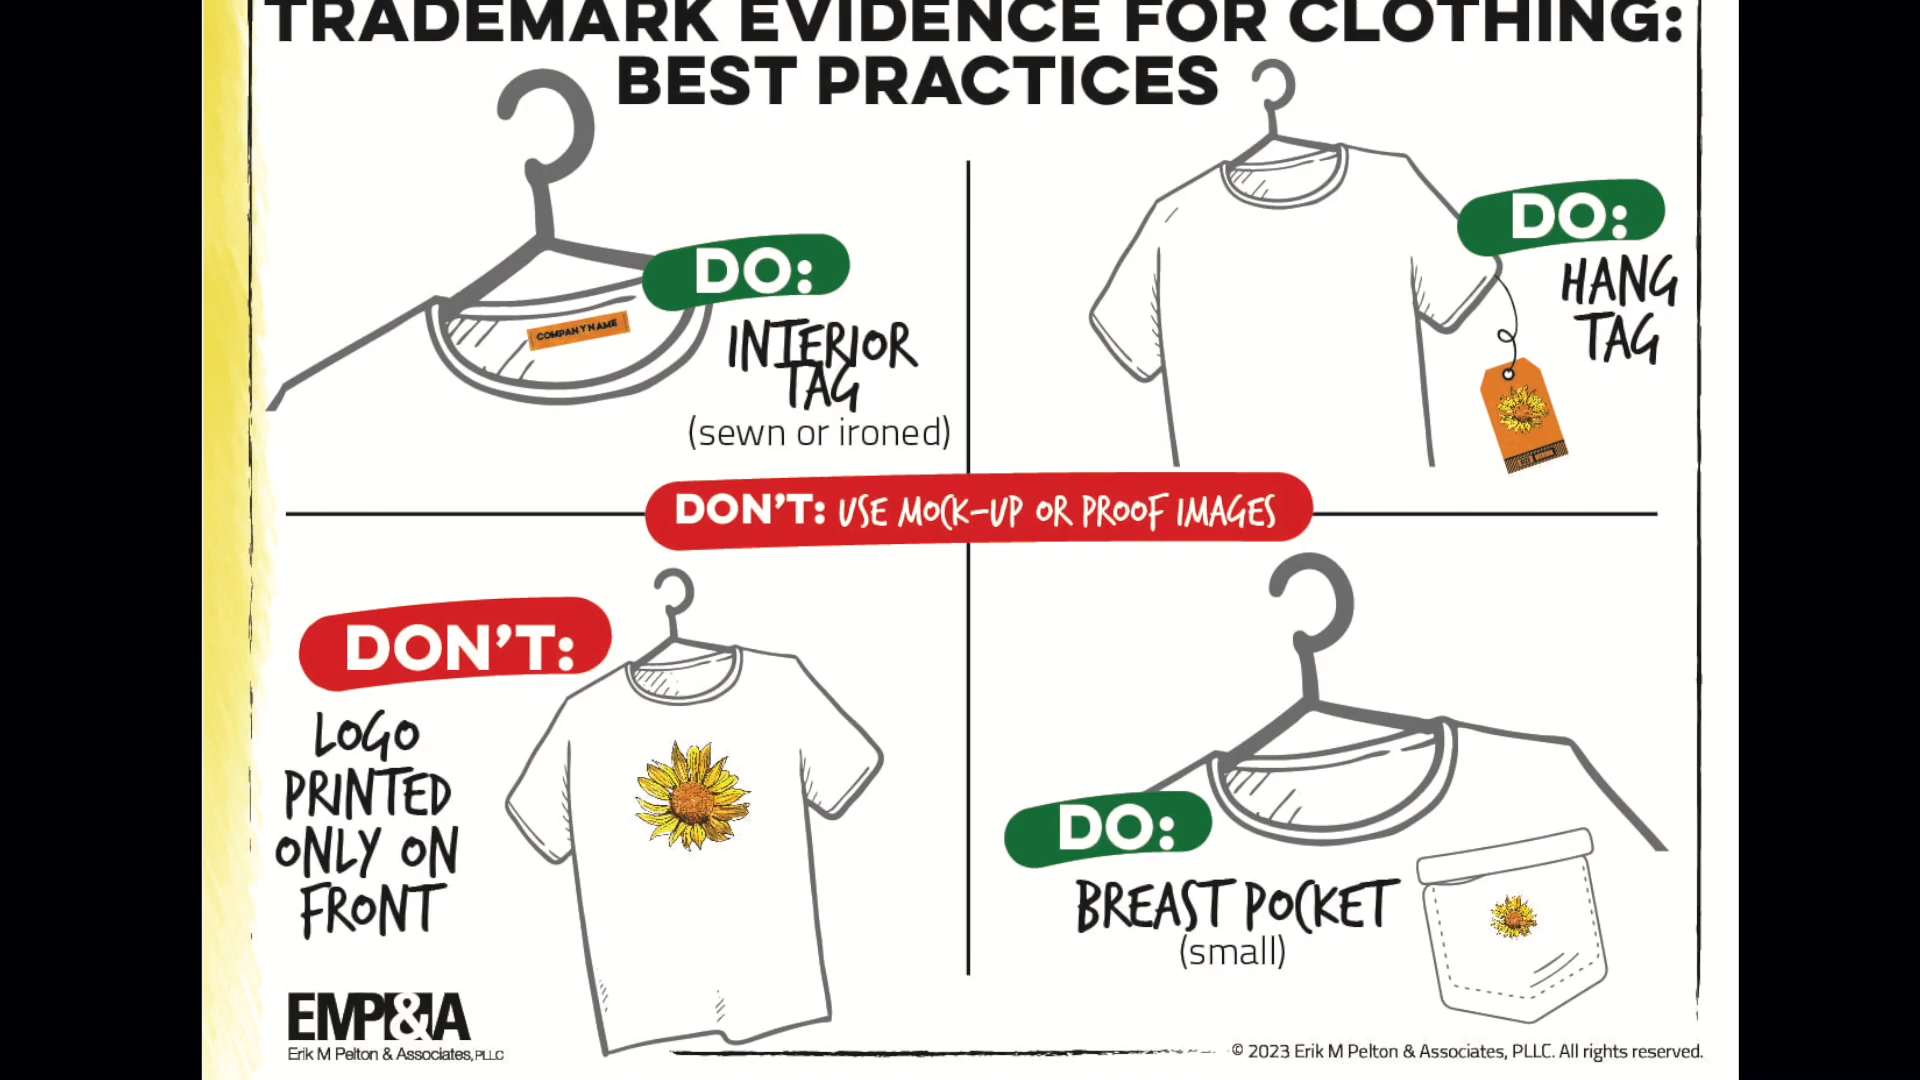 TRADEMARK EVIDENCE FOR CLOTHING:
BEST PRACTICES
DO:
INTERIOR
TAG
(sewn or ironed)
COMPANY NAME
DO:
HANG
TAG
DON'T: USE MOCK-UP OR PROOF IMAGES
DON'T:
LOGO
PRINTED
ONLY ON
FRONT
DO:
BREAST POCKET
(small)
EMP&A
Erik M Pelton & Associates, PLLC
© 2023 Erik M Pelton & Associates, PLLC. All rights reserved.